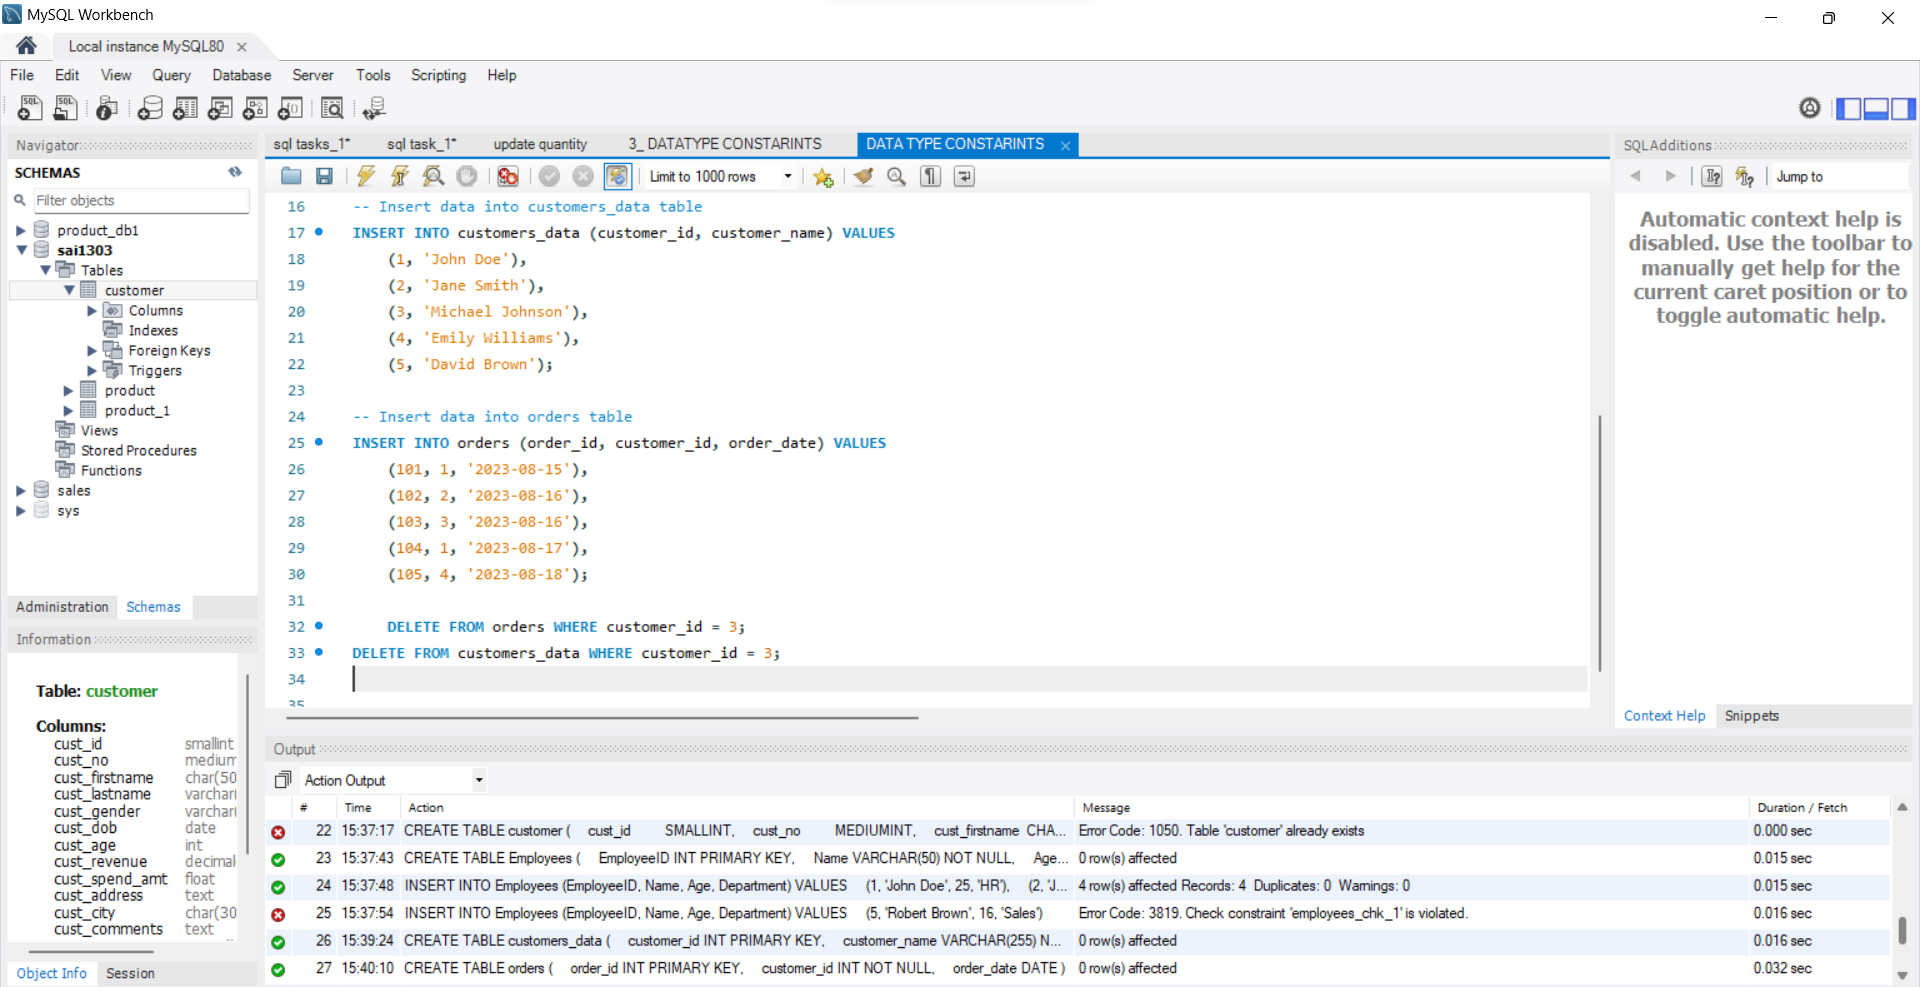 MySQL Workbench
Local instance MySQL80
File Edit View Query Database Server Tools Scripting Help
Navigator
SCHEMAS
Filter objects
product_db1
sai1303
Tables
customer
Columns
Indexes
Foreign Keys
Triggers
product
product_1
Views
Stored Procedures
Functions
sales
sys
Administration Schemas
Information
Table: customer
Columns:
cust_id smallint
cust_no medium
cust_firstname char(50
cust_lastname varchar(
cust_gender varchar(
cust_dob date
cust_age int
cust_revenue decimal
cust_spend_amt float
cust_address text
cust_city char(30
cust_comments text
Object Info Session
sql tasks_1* sql task_1* update quantity 3_ DATATYPE CONSTARINTS DATA TYPE CONSTARINTS
Limit to 1000 rows
16 -- Insert data into customers_data table
17 INSERT INTO customers_data (customer_id, customer_name) VALUES
18 (1, 'John Doe'),
19 (2, 'Jane Smith'),
20 (3, 'Michael Johnson'),
21 (4, 'Emily Williams'),
22 (5, 'David Brown');
23
24 -- Insert data into orders table
25 INSERT INTO orders (order_id, customer_id, order_date) VALUES
26 (101, 1, '2023-08-15'),
27 (102, 2, '2023-08-16'),
28 (103, 3, '2023-08-16'),
29 (104, 1, '2023-08-17'),
30 (105, 4, '2023-08-18');
31
32 DELETE FROM orders WHERE customer_id = 3;
33 DELETE FROM customers_data WHERE customer_id = 3;
34
35
SQLAdditions
Jump to
Automatic context help is
disabled. Use the toolbar to
manually get help for the
current caret position or to
toggle automatic help.
Context Help Snippets
Output
Action Output
# Time Action Message Duration / Fetch
22 15:37:17 CREATE TABLE customer ( cust_id SMALLINT, cust_no MEDIUMINT, cust_firstname CHA... Error Code: 1050. Table 'customer' already exists 0.000 sec
23 15:37:43 CREATE TABLE Employees ( EmployeeID INT PRIMARY KEY, Name VARCHAR(50) NOT NULL, Age... 0 row(s) affected 0.015 sec
24 15:37:48 INSERT INTO Employees (EmployeeID, Name, Age, Department) VALUES (1, 'John Doe', 25, 'HR'), (2, 'J... 4 row(s) affected Records: 4 Duplicates: 0 Warnings: 0 0.015 sec
25 15:37:54 INSERT INTO Employees (EmployeeID, Name, Age, Department) VALUES (5, 'Robert Brown', 16, 'Sales') Error Code: 3819. Check constraint 'employees_chk_1' is violated. 0.016 sec
26 15:39:24 CREATE TABLE customers_data ( customer_id INT PRIMARY KEY, customer_name VARCHAR(255) N... 0 row(s) affected 0.016 sec
27 15:40:10 CREATE TABLE orders ( order_id INT PRIMARY KEY, customer_id INT NOT NULL, order_date DATE ) 0 row(s) affected 0.032 sec